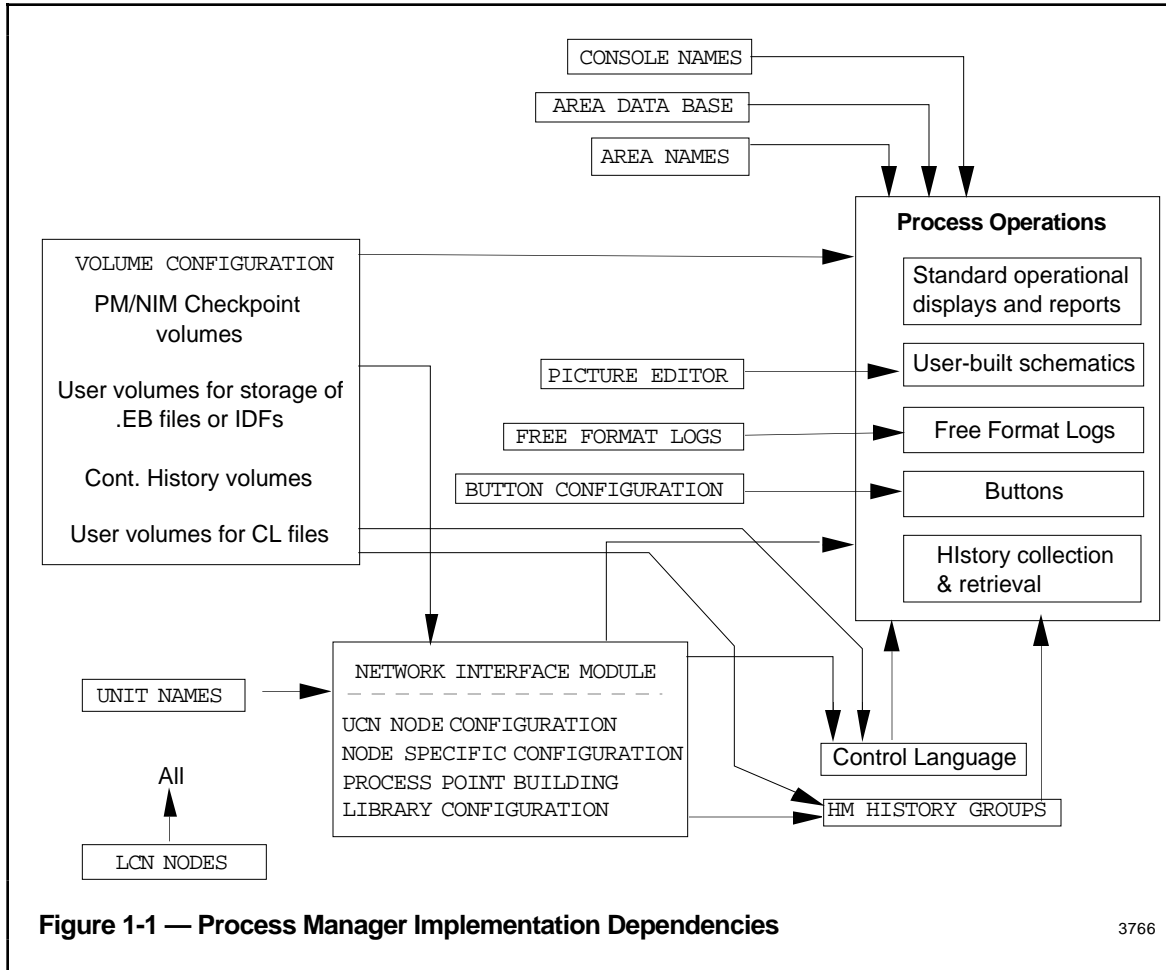 CONSOLE NAMES
AREA DATA BASE
AREA NAMES
Process Operations
Standard operational
displays and reports
User-built schematics
Free Format Logs
Buttons
HIstory collection
& retrieval
VOLUME CONFIGURATION
PM/NIM Checkpoint
volumes
User volumes for storage of
.EB files or IDFs
Cont. History volumes
User volumes for CL files
PICTURE EDITOR
FREE FORMAT LOGS
BUTTON CONFIGURATION
NETWORK INTERFACE MODULE
UCN NODE CONFIGURATION
NODE SPECIFIC CONFIGURATION
PROCESS POINT BUILDING
LIBRARY CONFIGURATION
UNIT NAMES
All
LCN NODES
Control Language
HM HISTORY GROUPS
Figure 1-1 — Process Manager Implementation Dependencies
3766